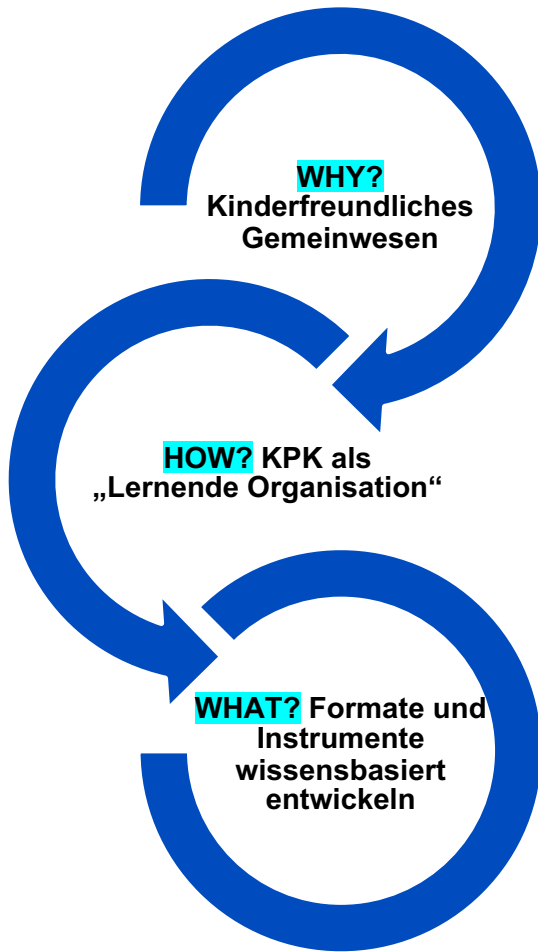 WHY?
Kinderfreundliches
Gemeinwesen
HOW? KPK als
„Lernende Organisation“
WHAT? Formate und
Instrumente
wissensbasiert
entwickeln